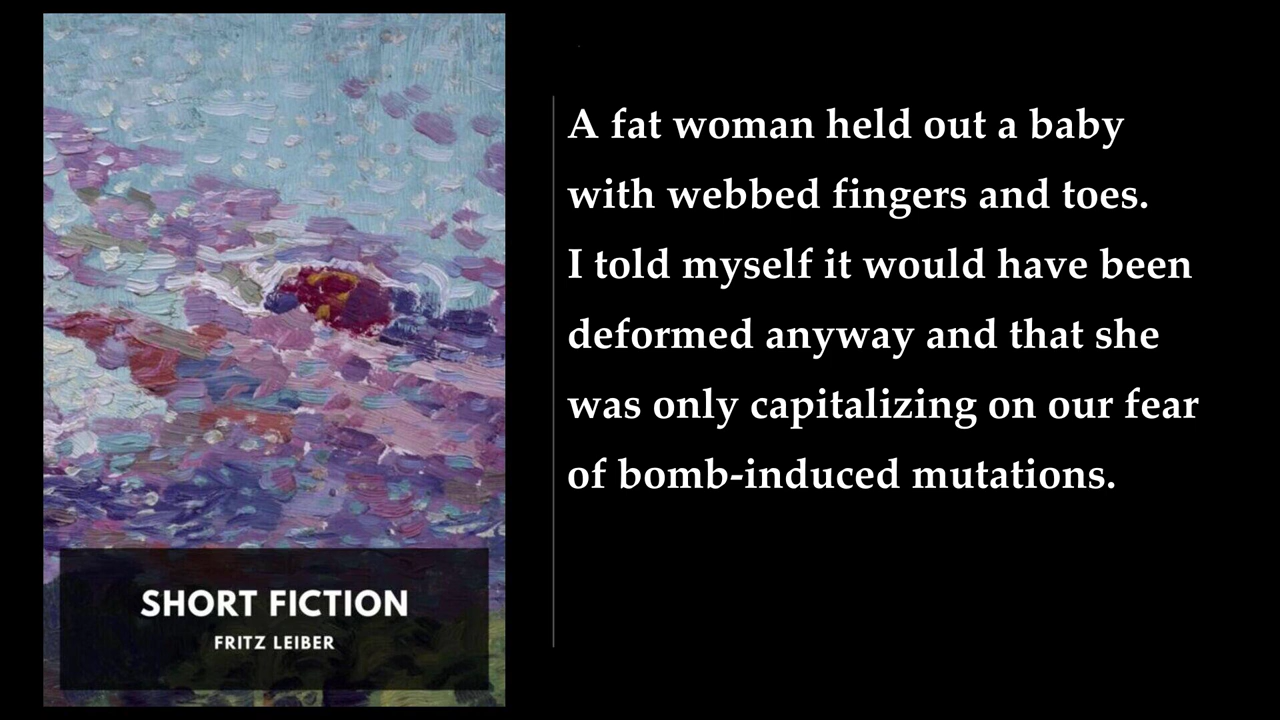 A fat woman held out a baby
with webbed fingers and toes.
I told myself it would have been
deformed anyway and that she
was only capitalizing on our fear
of bomb-induced mutations.
SHORT FICTION
FRITZ LEIBER